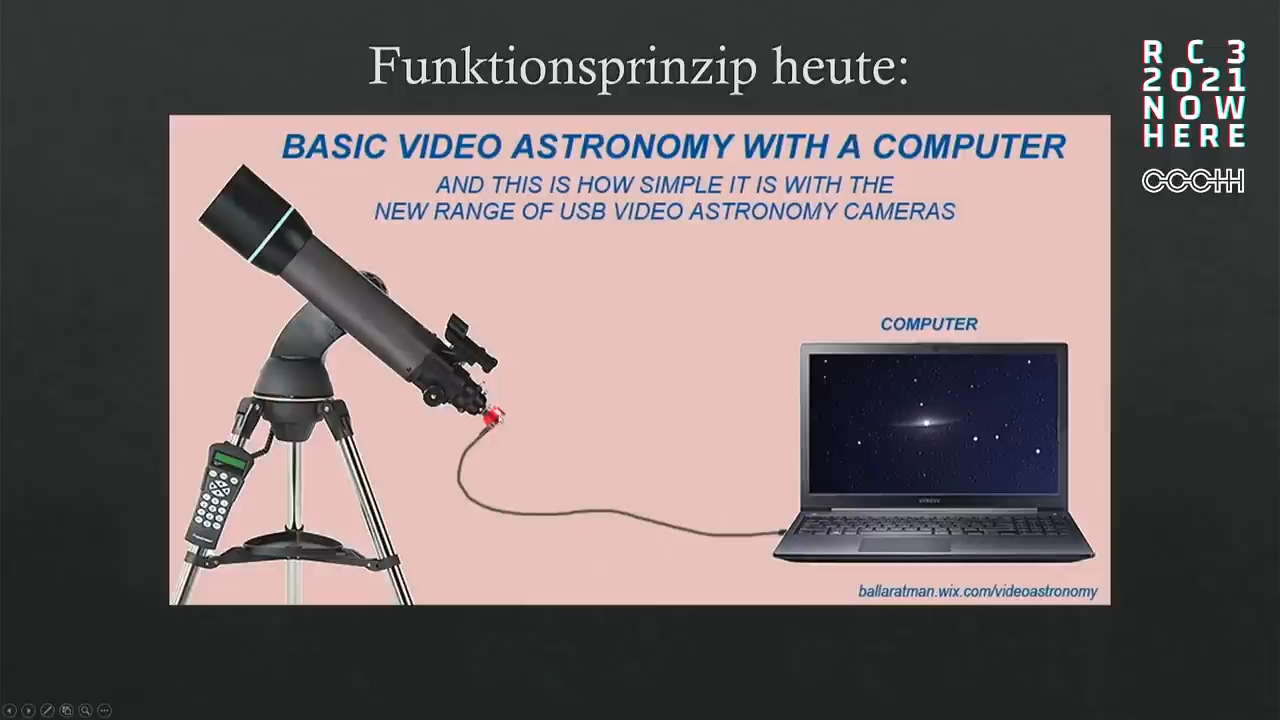 Funktionsprinzip heute:
R C 3
2021
NOW
HERE
CCCHH
BASIC VIDEO ASTRONOMY WITH A COMPUTER
AND THIS IS HOW SIMPLE IT IS WITH THE
NEW RANGE OF USB VIDEO ASTRONOMY CAMERAS
COMPUTER
ballaratman.wix.com/videoastronomy